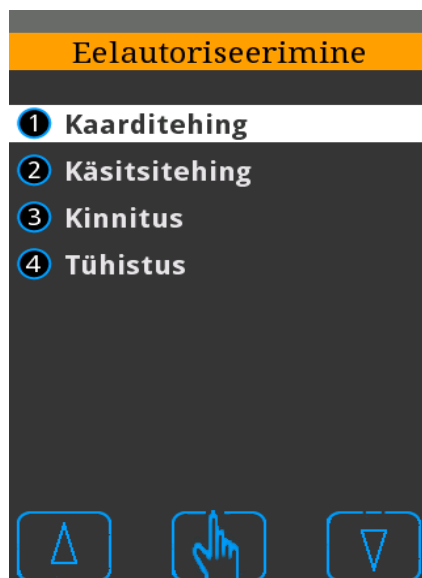 Eelautoriseerimine
1 Kaarditehing
2 Käsitsitehing
3 Kinnitus
4 Tühistus